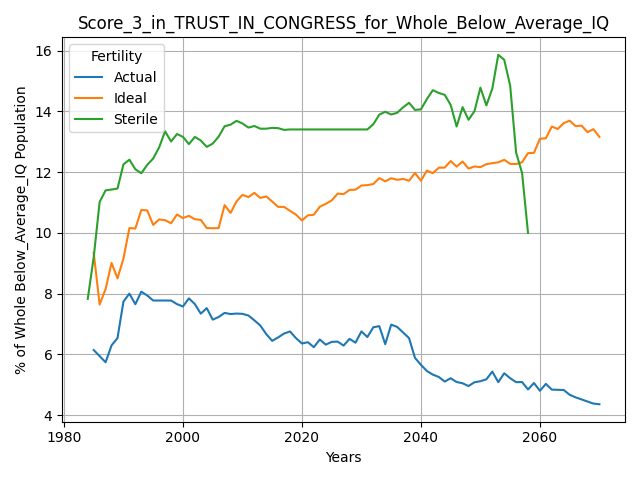 Score_3_in_TRUST_IN_CONGRESS_for_Whole_Below_Average_IQ
Fertility
Actual
Ideal
Sterile
% of Whole Below_Average_IQ Population
16
14
12
10
8
6
4
1980 2000 2020 2040 2060
Years